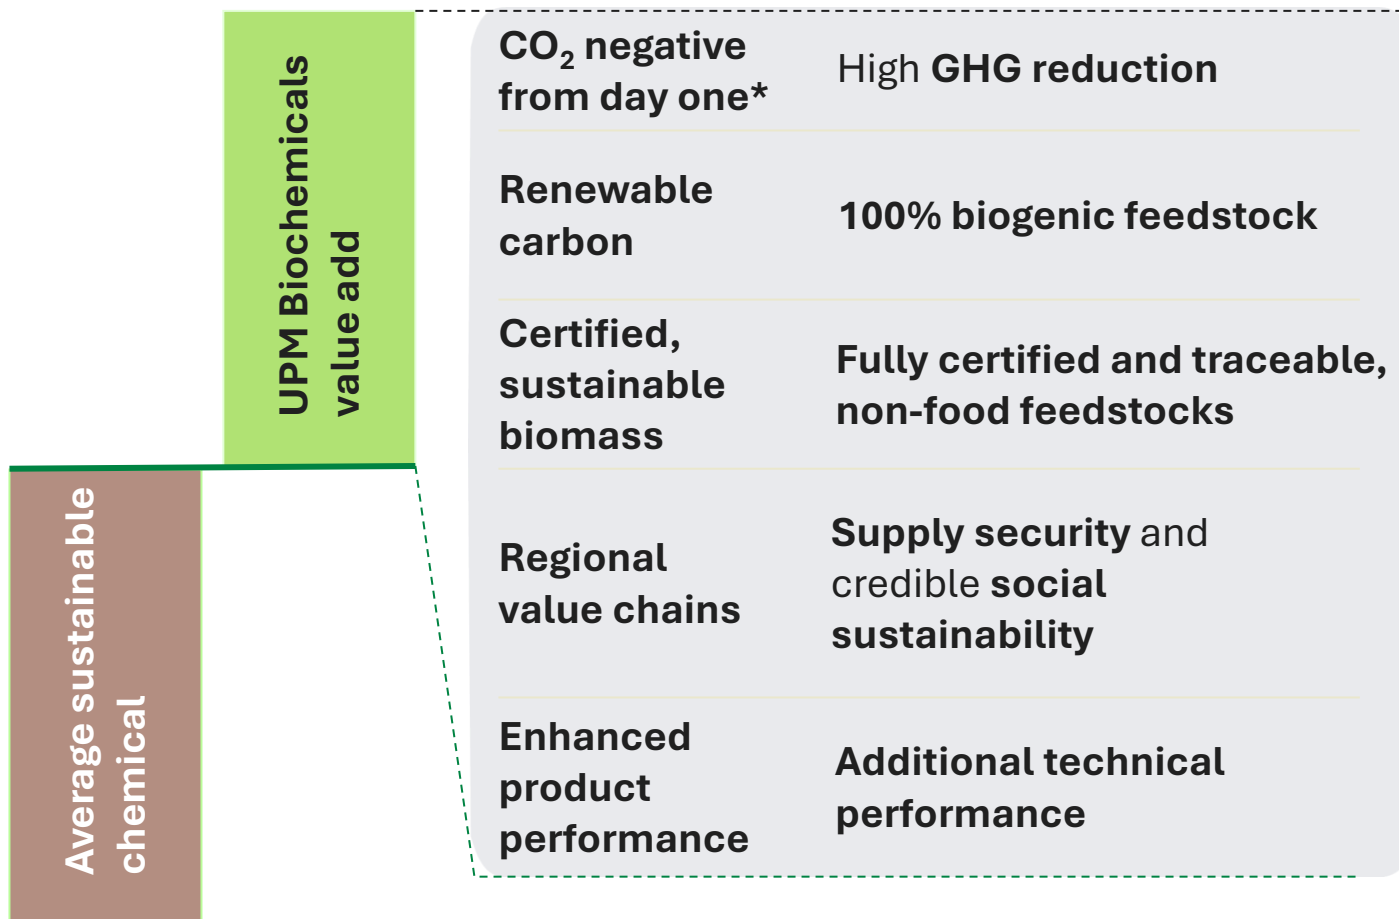 UPM Biochemicals
value add
Average sustainable
chemical
CO₂ negative
from day one*
High GHG reduction
Renewable
carbon
100% biogenic feedstock
Certified,
sustainable
biomass
Fully certified and traceable,
non-food feedstocks
Regional
value chains
Supply security and
credible social
sustainability
Enhanced
product
performance
Additional technical
performance